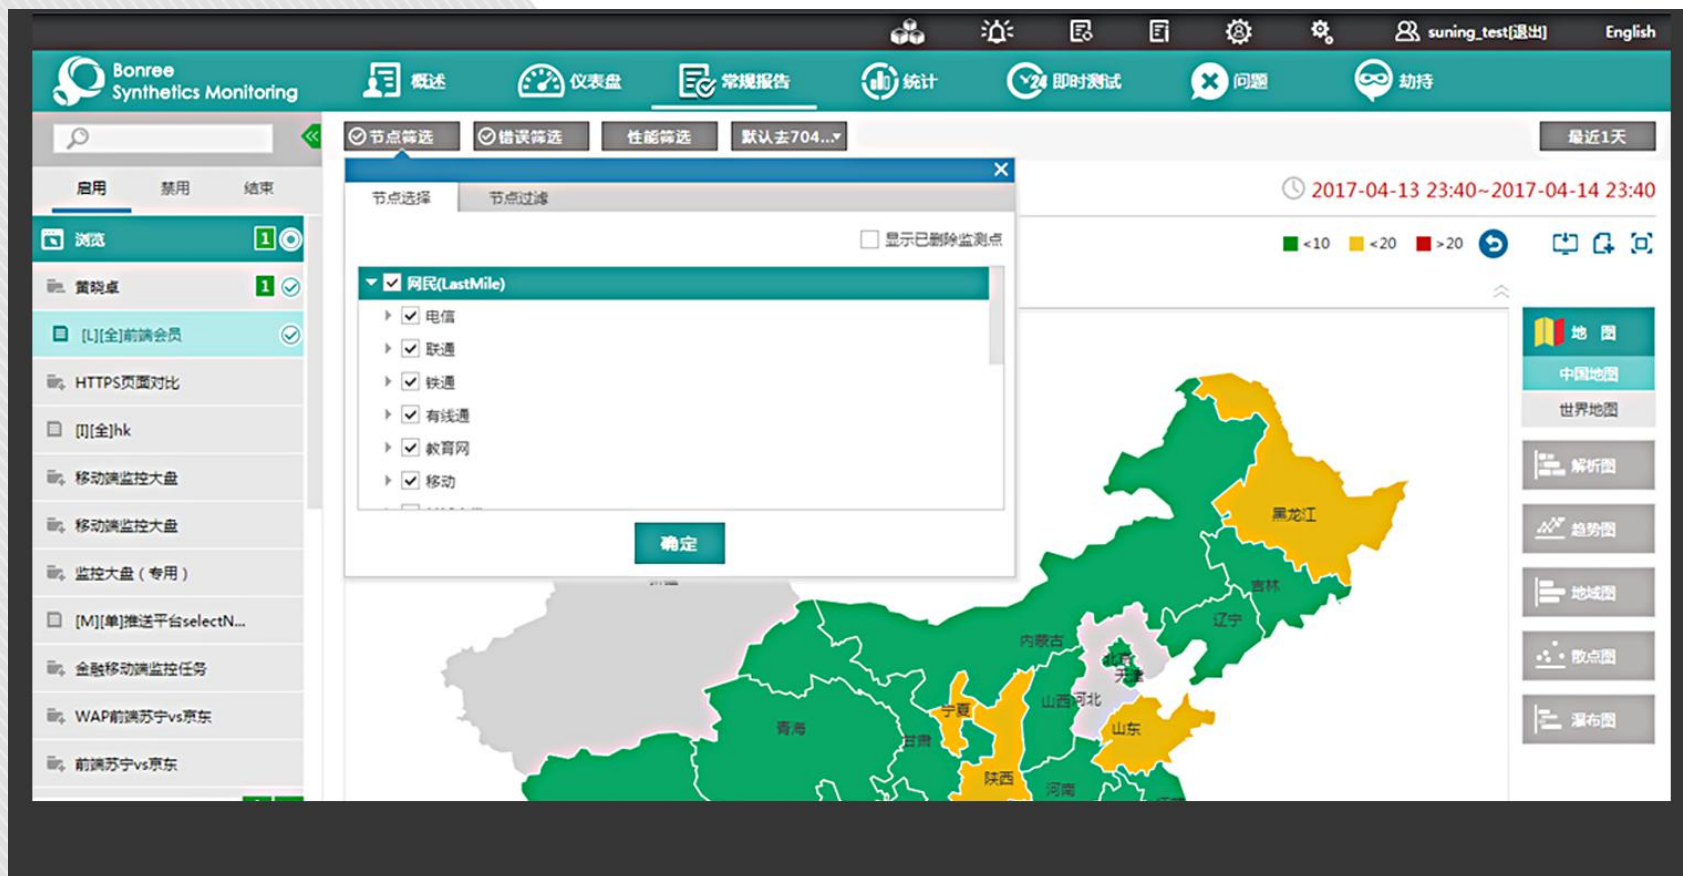 suning_test[退出]
English
Bonree
Synthetics Monitoring
概述
仪表盘
常规报告
统计
即时测试
问题
劫持
节点筛选
错误筛选
性能筛选
默认去704...
最近1天
启用
禁用
结束
节点选择
节点过滤
2017-04-13 23:40~2017-04-14 23:40
显示已删除监测点
<10
<20
>20
浏览
1
黄晓卓
1
[L][全]前端会员
HTTPS页面对比
[I][全]hk
移动端监控大盘
移动端监控大盘
监控大盘（专用）
[M][单]推送平台selectN...
金融移动端监控任务
WAP前端苏宁vs京东
前端苏宁vs京东
网民(LastMile)
电信
联通
铁通
有线通
教育网
移动
确定
黑龙江
吉林
辽宁
内蒙古
北京
天津
山西
河北
宁夏
山东
青海
甘肃
陕西
河南
地 图
中国地图
世界地图
解析图
趋势图
地域图
散点图
瀑布图